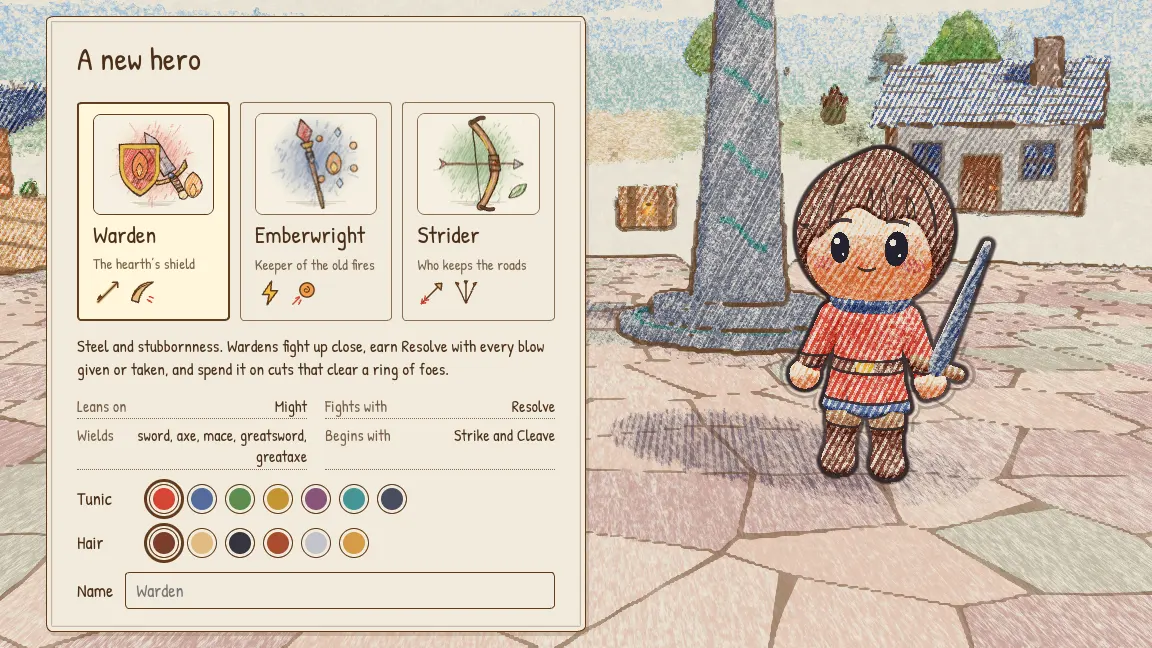 A new hero
Warden
The hearth's shield
Emberwright
Keeper of the old fires
Strider
Who keeps the roads
Steel and stubbornness. Wardens fight up close, earn Resolve with every blow
given or taken, and spend it on cuts that clear a ring of foes.
Leans on Might
Fights with Resolve
Wields sword, axe, mace, greatsword,
greataxe
Begins with Strike and Cleave
Tunic
Hair
Name Warden